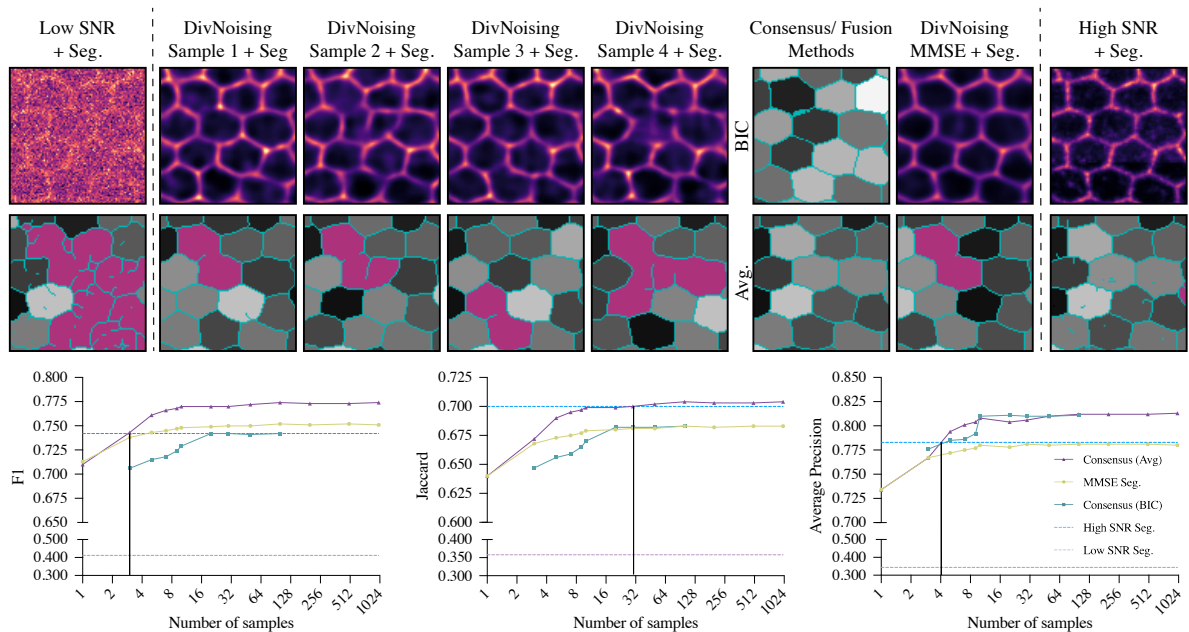 Low SNR
+ Seg.
DivNoising
Sample 1 + Seg
DivNoising
Sample 2 + Seg.
DivNoising
Sample 3 + Seg.
DivNoising
Sample 4 + Seg.
Consensus/ Fusion
Methods
DivNoising
MMSE + Seg.
High SNR
+ Seg.
BIC
Avg.
0.800
0.775
0.750
0.725
0.700
0.675
0.650
0.500
0.400
0.300
F1
1
2
4
8
16
32
64
128
256
512
1024
Number of samples
0.725
0.700
0.675
0.650
0.625
0.600
0.500
0.400
0.350
0.300
Jaccard
1
2
4
8
16
32
64
128
256
512
1024
Number of samples
0.850
0.825
0.800
0.775
0.750
0.725
0.700
0.500
0.400
0.300
Average Precision
Consensus (Avg)
MMSE Seg.
Consensus (BIC)
High SNR Seg.
Low SNR Seg.
1
2
4
8
16
32
64
128
256
512
1024
Number of samples